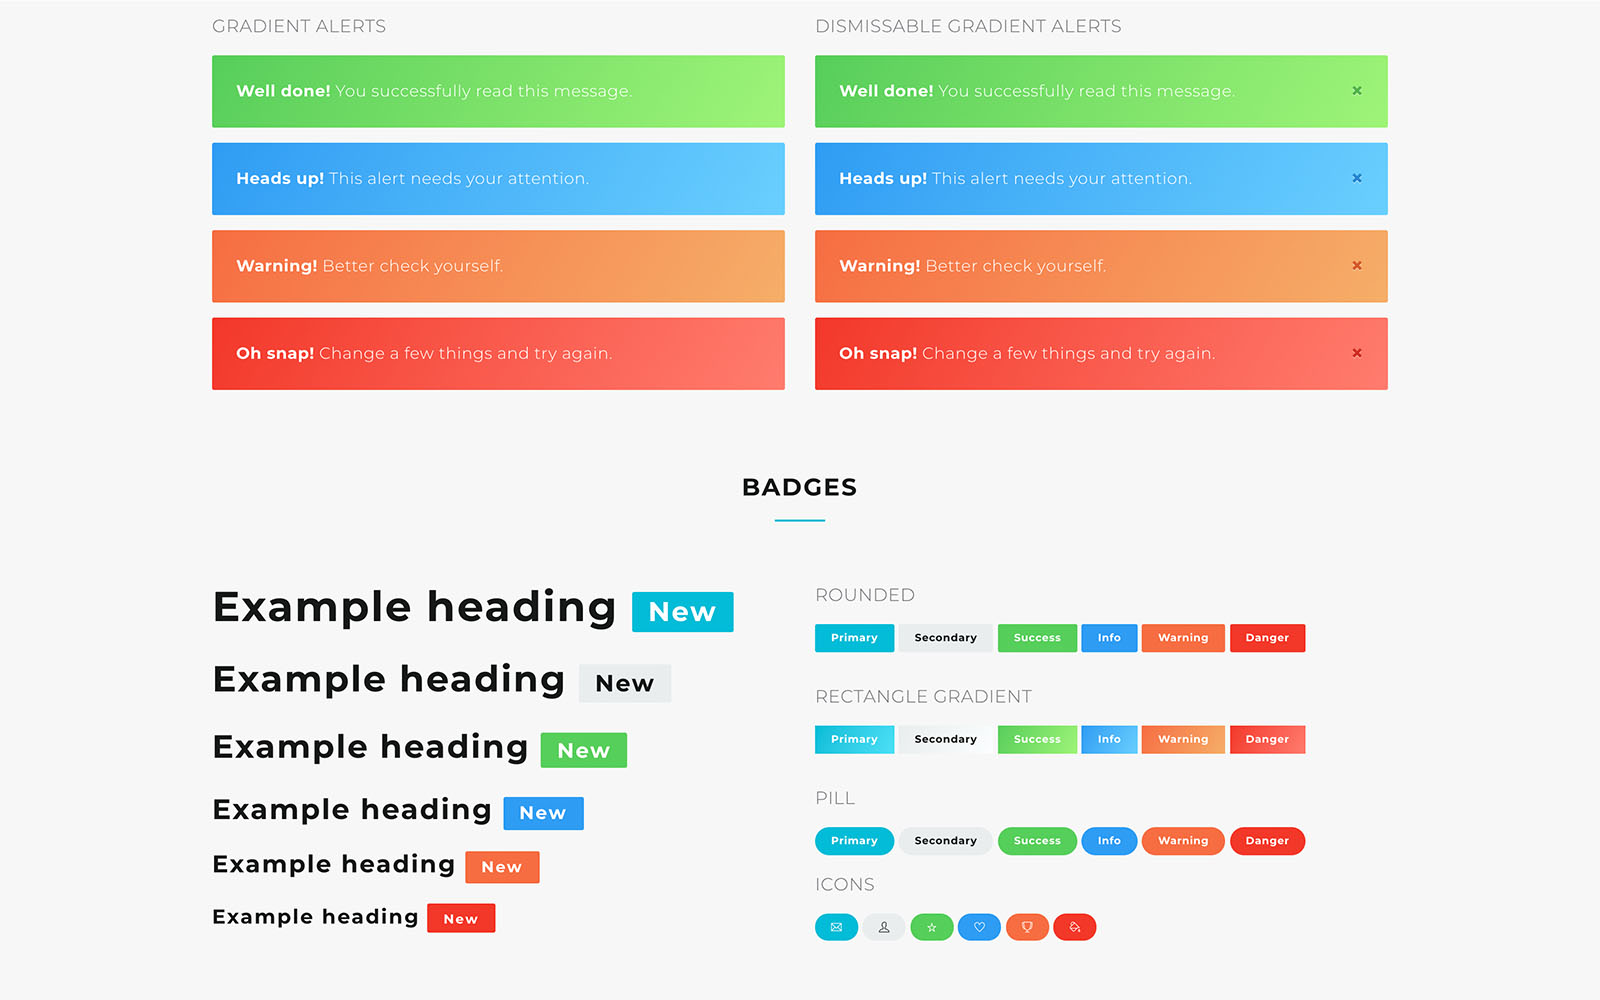 GRADIENT ALERTS
Well done! You successfully read this message.
Heads up! This alert needs your attention.
Warning! Better check yourself.
Oh snap! Change a few things and try again.
DISMISSABLE GRADIENT ALERTS
Well done! You successfully read this message. ×
Heads up! This alert needs your attention. ×
Warning! Better check yourself. ×
Oh snap! Change a few things and try again. ×
BADGES
Example heading New
Example heading New
Example heading New
Example heading New
Example heading New
Example heading New
ROUNDED
Primary Secondary Success Info Warning Danger
RECTANGLE GRADIENT
Primary Secondary Success Info Warning Danger
PILL
Primary Secondary Success Info Warning Danger
ICONS